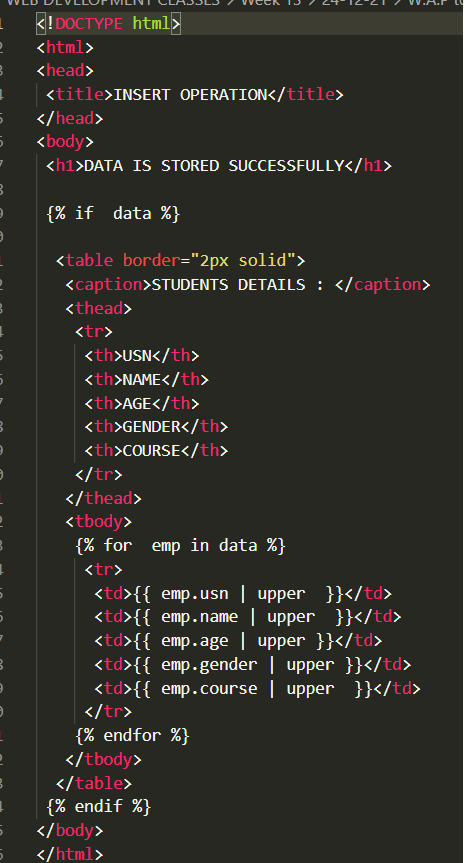 WEB DEVELOPMENT CLASSES > Week 13 > 24-12-21 > W.A.P to
<!DOCTYPE html>
<html>
<head>
<title>INSERT OPERATION</title>
</head>
<body>
<h1>DATA IS STORED SUCCESSFULLY</h1>
{% if  data %}
<table border="2px solid">
<caption>STUDENTS DETAILS : </caption>
<thead>
<tr>
<th>USN</th>
<th>NAME</th>
<th>AGE</th>
<th>GENDER</th>
<th>COURSE</th>
</tr>
</thead>
<tbody>
{% for  emp in data %}
<tr>
<td>{{ emp.usn | upper  }}</td>
<td>{{ emp.name | upper  }}</td>
<td>{{ emp.age | upper }}</td>
<td>{{ emp.gender | upper }}</td>
<td>{{ emp.course | upper  }}</td>
</tr>
{% endfor %}
</tbody>
</table>
{% endif %}
</body>
</html>